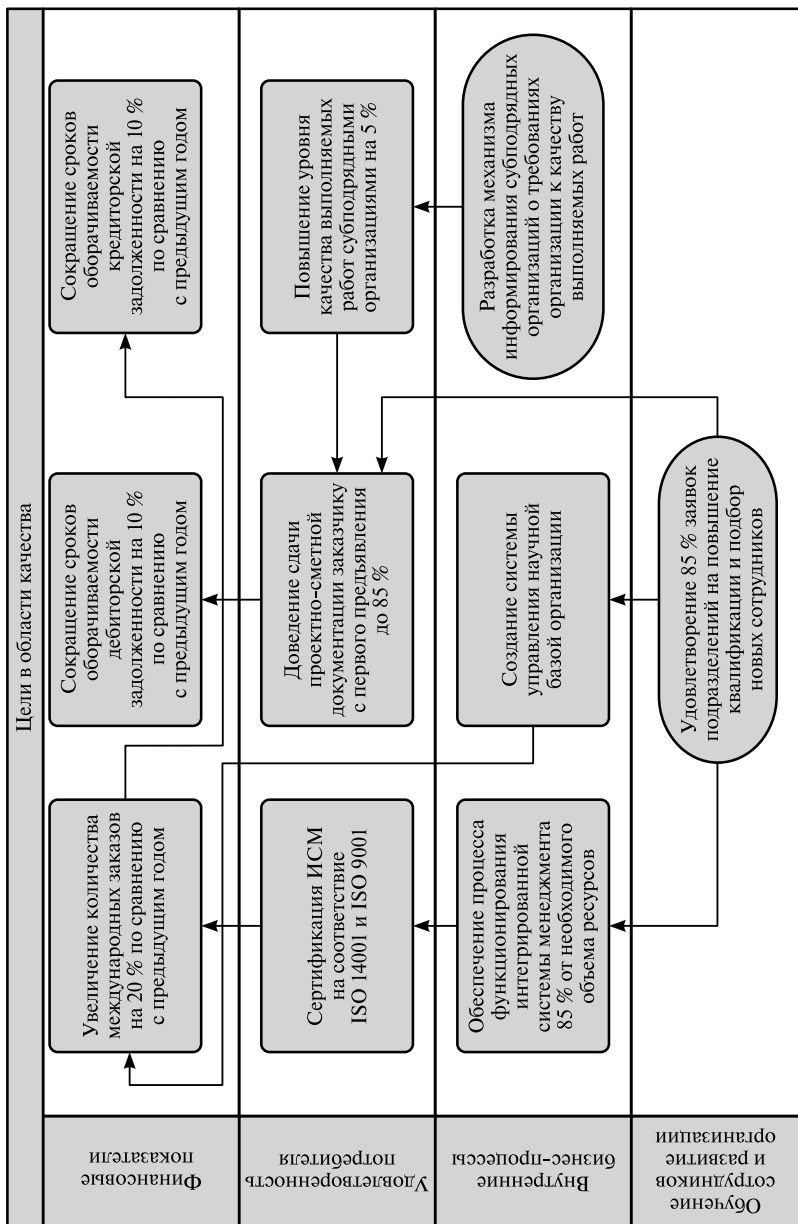 Цели в области качества
Финансовые
показатели
Увеличение количества
международных заказов
на 20 % по сравнению
с предыдущим годом
Сокращение сроков
оборачиваемости
дебиторской
задолженности на 10 %
по сравнению
с предыдущим годом
Сокращение сроков
оборачиваемости
кредиторской
задолженности на 10 %
по сравнению
с предыдущим годом
Удовлетворенность
потребителя
Сертификация ИСМ
на соответствие
ISO 14001 и ISO 9001
Доведение сдачи
проектно-сметной
документации заказчику
с первого предъявления
до 85 %
Повышение уровня
качества выполняемых
работ субподрядными
организациями на 5 %
Внутренние
бизнес-процессы
Обеспечение процесса
функционирования
интегрированной
системы менеджмента
85 % от необходимого
объема ресурсов
Создание системы
управления научной
базой организации
Разработка механизма
информирования субподрядных
организаций о требованиях
организации к качеству
выполняемых работ
Обучение
сотрудников
и развитие
организации
Удовлетворение 85 % заявок
подразделений на повышение
квалификации и подбор
новых сотрудников